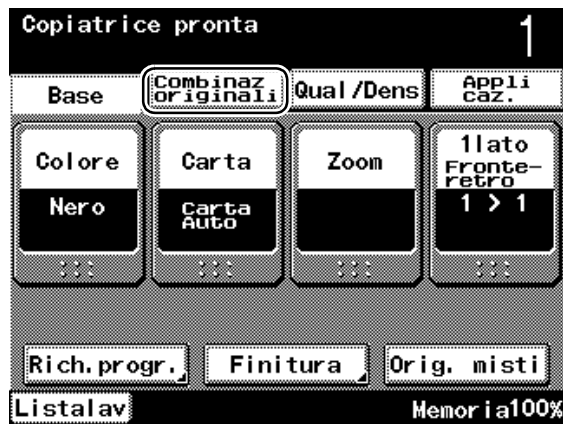 Copiatrice pronta
1
Base
Combinaz
originali
Qual/Dens
Appli
caz.
Colore
Nero
Carta
Carta
Auto
Zoom
1lato
Fronte-
retro
1 > 1
Rich.progr.
Finitura
Orig. misti
Listalav
Memoria100%